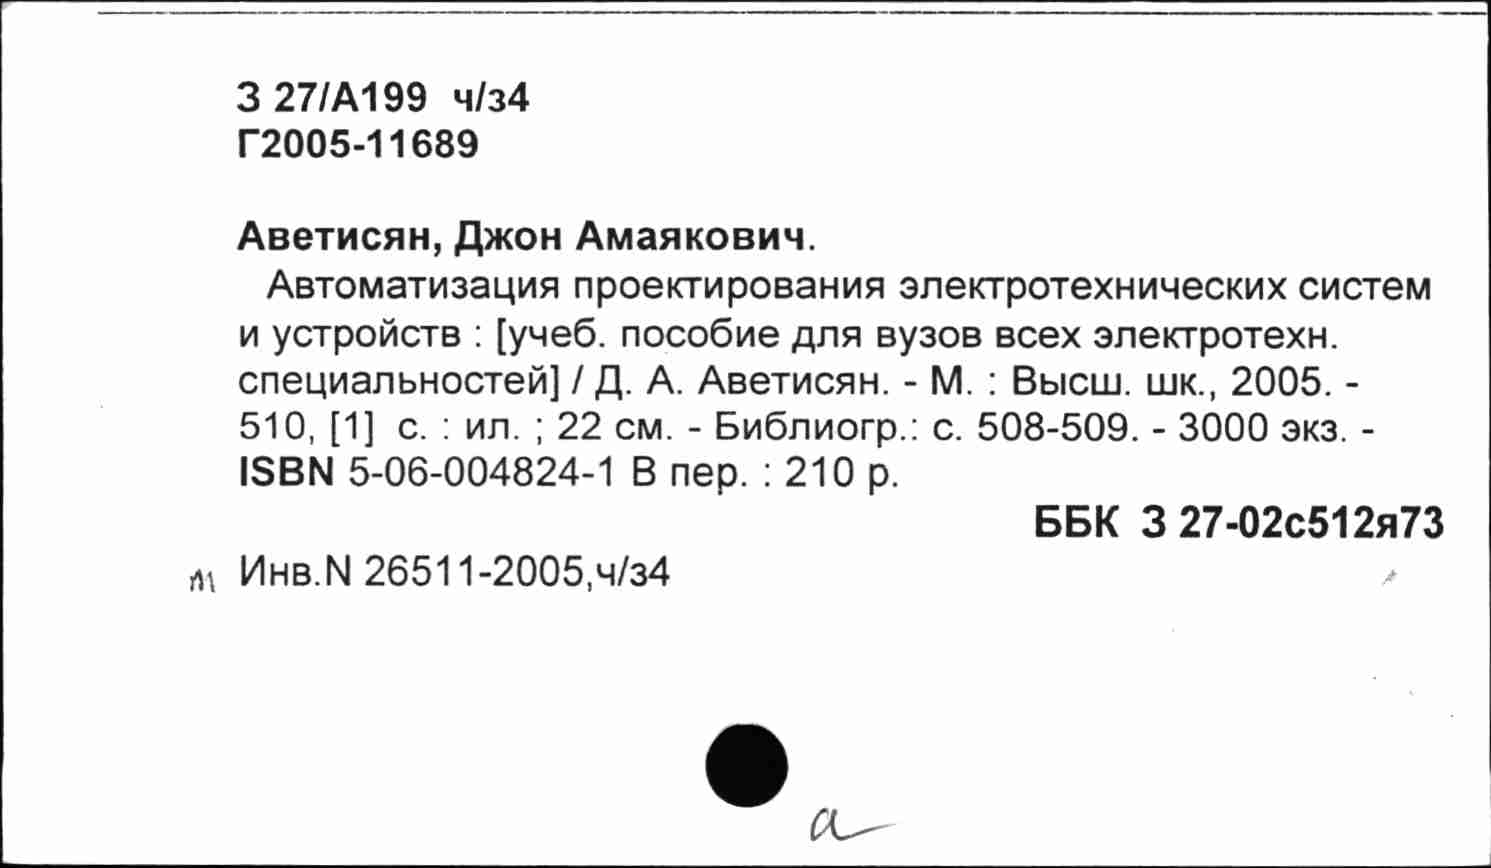 З 27/А199 ч/з4
Г2005-11689
Аветисян, Джон Амаякович.
Автоматизация проектирования электротехнических систем
и устройств : [учеб. пособие для вузов всех электротехн.
специальностей] / Д. А. Аветисян. - М. : Высш. шк., 2005. -
510, [1] с. : ил. ; 22 см. - Библиогр.: с. 508-509. - 3000 экз. -
ISBN 5-06-004824-1 В пер. : 210 р.
ББК З 27-02с512я73
Инв.N 26511-2005,ч/з4
а